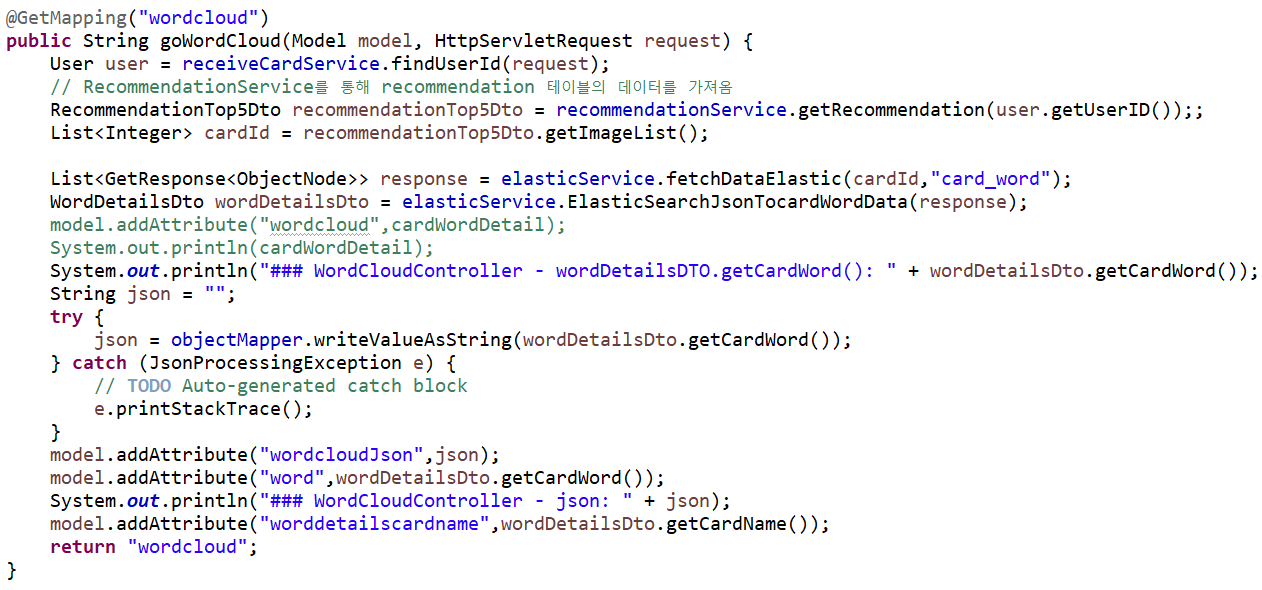 @GetMapping("wordcloud")
public String goWordCloud(Model model, HttpServletRequest request) {
    User user = receiveCardService.findUserId(request);
    // RecommendationService를 통해 recommendation 테이블의 데이터를 가져옴
    RecommendationTop5Dto recommendationTop5Dto = recommendationService.getRecommendation(user.getUserID());;
    List<Integer> cardId = recommendationTop5Dto.getImageList();

    List<GetResponse<ObjectNode>> response = elasticService.fetchDataElastic(cardId,"card_word");
    WordDetailsDto wordDetailsDto = elasticService.ElasticSearchJsonTocardWordData(response);
    model.addAttribute("wordcloud",cardWordDetail);
    System.out.println(cardWordDetail);
    System.out.println("### WordCloudController - wordDetailsDTO.getCardWord(): " + wordDetailsDto.getCardWord());
    String json = "";
    try {
        json = objectMapper.writeValueAsString(wordDetailsDto.getCardWord());
    } catch (JsonProcessingException e) {
        // TODO Auto-generated catch block
        e.printStackTrace();
    }
    model.addAttribute("wordcloudJson",json);
    model.addAttribute("word",wordDetailsDto.getCardWord());
    System.out.println("### WordCloudController - json: " + json);
    model.addAttribute("worddetailscardname",wordDetailsDto.getCardName());
    return "wordcloud";
}